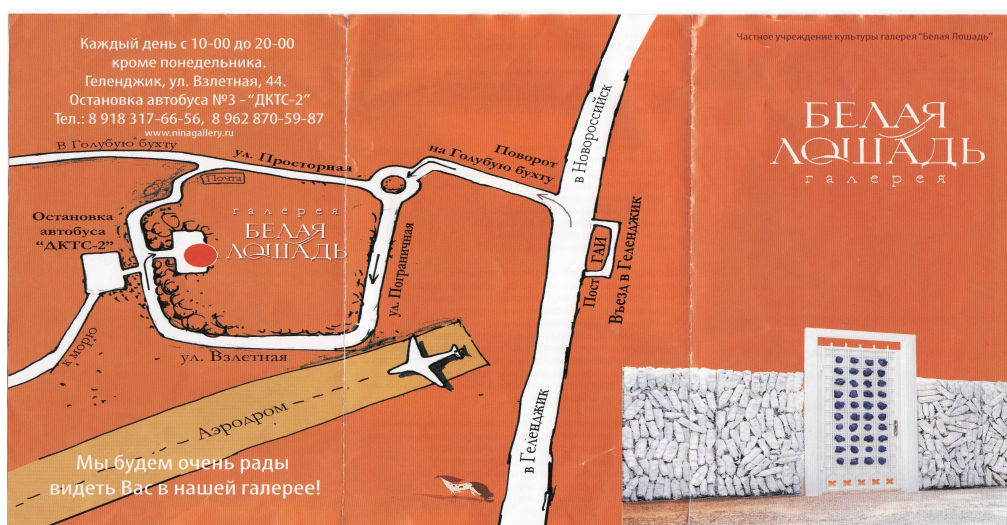 Каждый день с 10-00 до 20-00
кроме понедельника.
Геленджик, ул. Взлетная, 44.
Остановка автобуса №3 - “ДКТС-2”
Тел.: 8 918 317-66-56, 8 962 870-59-87
www.ninagallery.ru
В Голубую бухту
ул. Просторная
Почта
Поворот
на Голубую бухту
в Новороссийск
Остановка
автобуса
“ДКТС-2”
галерея
БЕЛАЯ
ЛОШАДЬ
ул. Пограничная
Пост ГАИ
Въезд в Геленджик
к морю
ул. Взлетная
Аэродром
в Геленджик
Мы будем очень рады
видеть Вас в нашей галерее!
Частное учреждение культуры галерея “Белая Лошадь”
БЕЛАЯ
ЛОШАДЬ
галерея